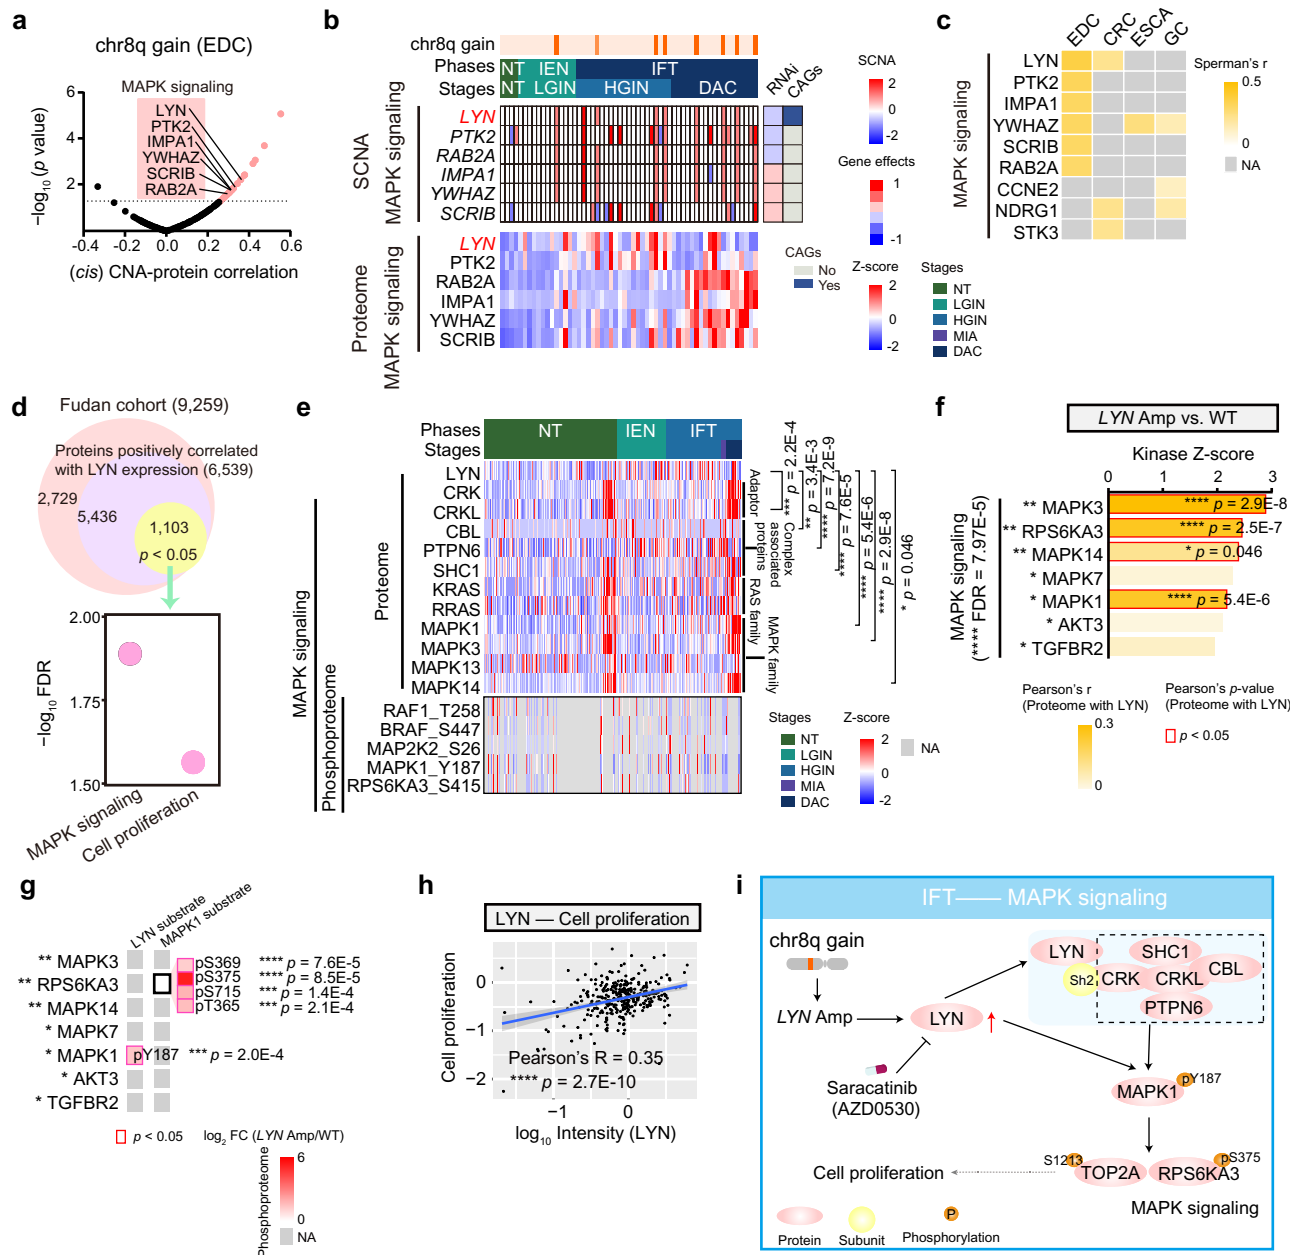 a
chr8q gain (EDC)
MAPK signaling
LYN
PTK2
IMPA1
YWHAZ
SCRIB
RAB2A
6
4
2
−log10 (p value)
-0.4 -0.2 0.0 0.2 0.4 0.6
(cis) CNA-protein correlation
b
chr8q gain
Phases NT IEN IFT
Stages NT LGIN HGIN DAC
RNAi
CAGs
SCNA
MAPK signaling
LYN
PTK2
RAB2A
IMPA1
YWHAZ
SCRIB
Proteome
MAPK signaling
LYN
PTK2
RAB2A
IMPA1
YWHAZ
SCRIB
SCNA
2
0
-2
Gene effects
1
-1
CAGs
No
Yes
Z-score
2
0
-2
Stages
NT
LGIN
HGIN
MIA
DAC
c
EDC
CRC
ESCA
GC
MAPK signaling
LYN
PTK2
IMPA1
YWHAZ
SCRIB
RAB2A
CCNE2
NDRG1
STK3
Sperman's r
0.5
0
NA
d
Fudan cohort (9,259)
Proteins positively correlated
with LYN expression (6,539)
2,729
5,436
1,103
p < 0.05
2.00
1.75
1.50
−log10 FDR
MAPK signaling
Cell proliferation
e
Phases NT IEN IFT
Stages
MAPK signaling
Proteome
LYN
CRK
CRKL
CBL
PTPN6
SHC1
KRAS
RRAS
MAPK1
MAPK3
MAPK13
MAPK14
Phosphoproteome
RAF1_T258
BRAF_S447
MAP2K2_S26
MAPK1_Y187
RPS6KA3_S415
Adaptor
Complex
associated
proteins
RAS family
MAPK family
*** p = 2.2E-4
** p = 3.4E-3
**** p = 7.2E-9
**** p = 7.6E-5
**** p = 5.4E-6
**** p = 2.9E-8
* p = 0.046
Stages
NT
LGIN
HGIN
MIA
DAC
Z-score
2
0
-2
NA
f
LYN Amp vs. WT
Kinase Z-score
0 1 2 3
MAPK signaling
(**** FDR = 7.97E-5)
** MAPK3 **** p = 2.9E-8
** RPS6KA3 **** p = 2.5E-7
** MAPK14 * p = 0.046
* MAPK7
* MAPK1 **** p = 5.4E-6
* AKT3
* TGFBR2
Pearson's r
(Proteome with LYN)
0.3
0
Pearson's p-value
(Proteome with LYN)
p < 0.05
g
LYN substrate
MAPK1 substrate
** MAPK3
** RPS6KA3
** MAPK14
* MAPK7
* MAPK1
* AKT3
* TGFBR2
pS369 **** p = 7.6E-5
pS375 **** p = 8.5E-5
pS715 *** p = 1.4E-4
pT365 *** p = 2.1E-4
pY187 *** p = 2.0E-4
p < 0.05
log2 FC (LYN Amp/WT)
Phosphoproteome
6
0
NA
h
LYN — Cell proliferation
Cell proliferation
0
−1
−2
Pearson's R = 0.35
**** p = 2.7E-10
−1 0
log10 Intensity (LYN)
i
IFT—— MAPK signaling
chr8q gain
LYN Amp
LYN
Saracatinib
(AZD0530)
LYN
Sh2
SHC1
CRK
CRKL
CBL
PTPN6
pY187
MAPK1
S1213
TOP2A
pS375
RPS6KA3
Cell proliferation
MAPK signaling
P
Protein
Subunit
Phosphorylation